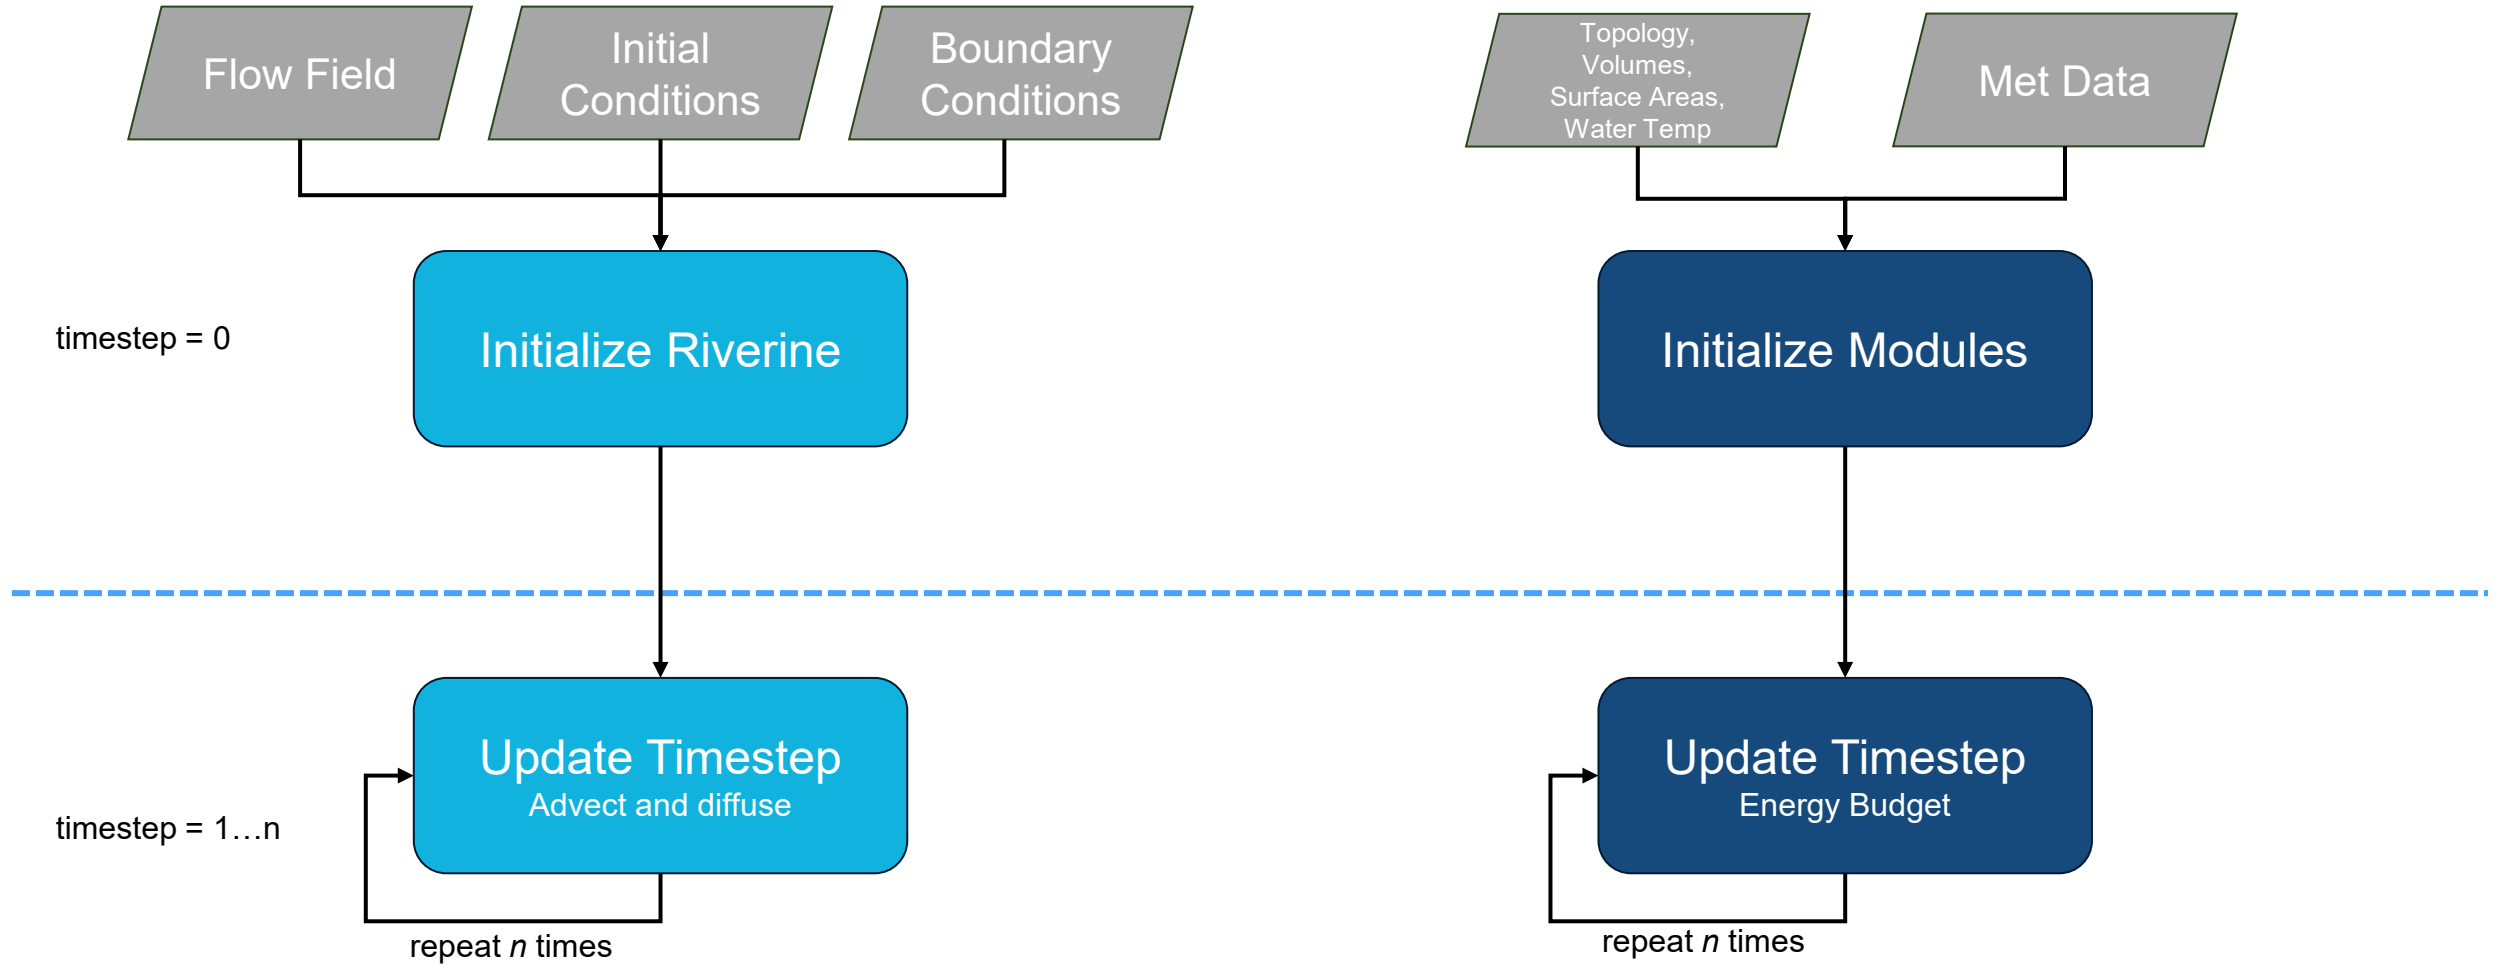 Flow Field
Initial
Conditions
Boundary
Conditions
Topology,
Volumes,
Surface Areas,
Water Temp
Met Data
timestep = 0
Initialize Riverine
Initialize Modules
timestep = 1…n
Update Timestep
Advect and diffuse
Update Timestep
Energy Budget
repeat n times
repeat n times